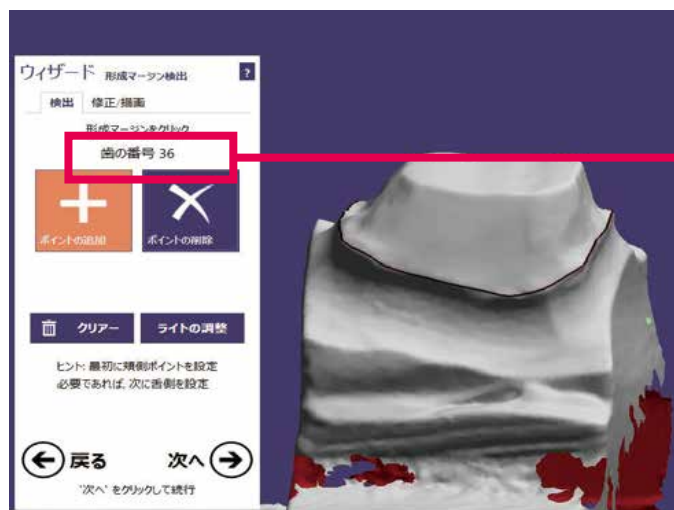 ウィザード 形成マージン検出 ?
検出 修正/描画
形成マージンをクリック
歯の番号 36
ポイントの追加 ポイントの削除
クリアー ライトの調整
ヒント: 最初に頬側ポイントを設定
必要であれば, 次に舌側を設定
戻る 次へ
"次へ" をクリックして続行